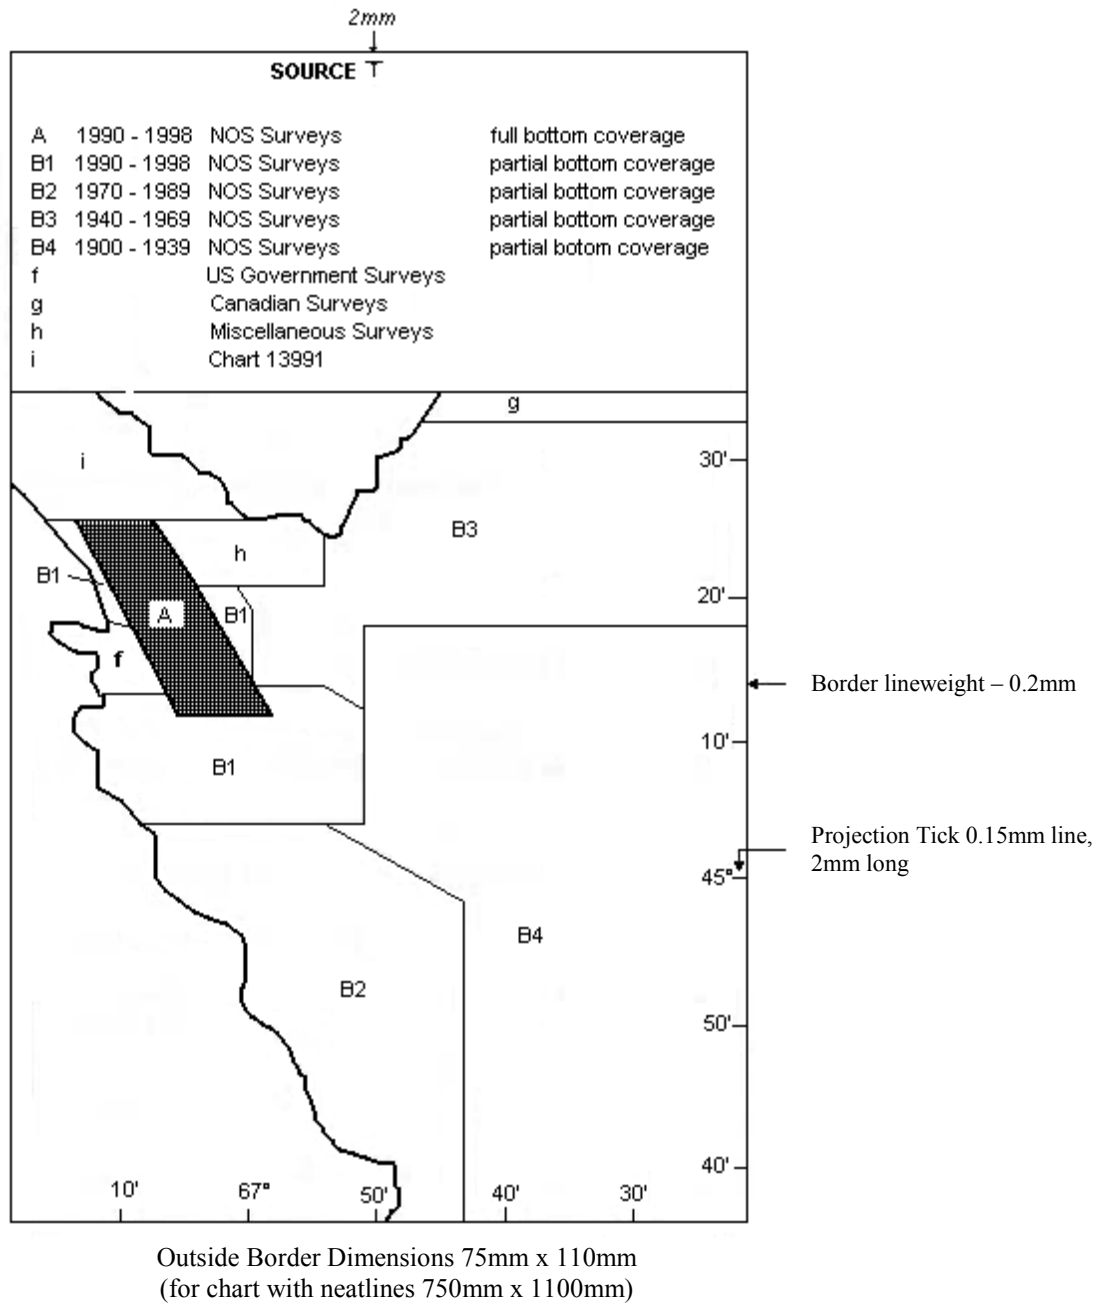 2mm
SOURCE
A 1990 - 1998 NOS Surveys full bottom coverage
B1 1990 - 1998 NOS Surveys partial bottom coverage
B2 1970 - 1989 NOS Surveys partial bottom coverage
B3 1940 - 1969 NOS Surveys partial bottom coverage
B4 1900 - 1939 NOS Surveys partial botom coverage
f US Government Surveys
g Canadian Surveys
h Miscellaneous Surveys
i Chart 13991
g
i
30'
B3
h
B1
20'
A
B1
f
Border lineweight – 0.2mm
10'
B1
Projection Tick 0.15mm line,
2mm long
45°
B4
B2
50'
40'
10' 67° 50' 40' 30'
Outside Border Dimensions 75mm x 110mm
(for chart with neatlines 750mm x 1100mm)